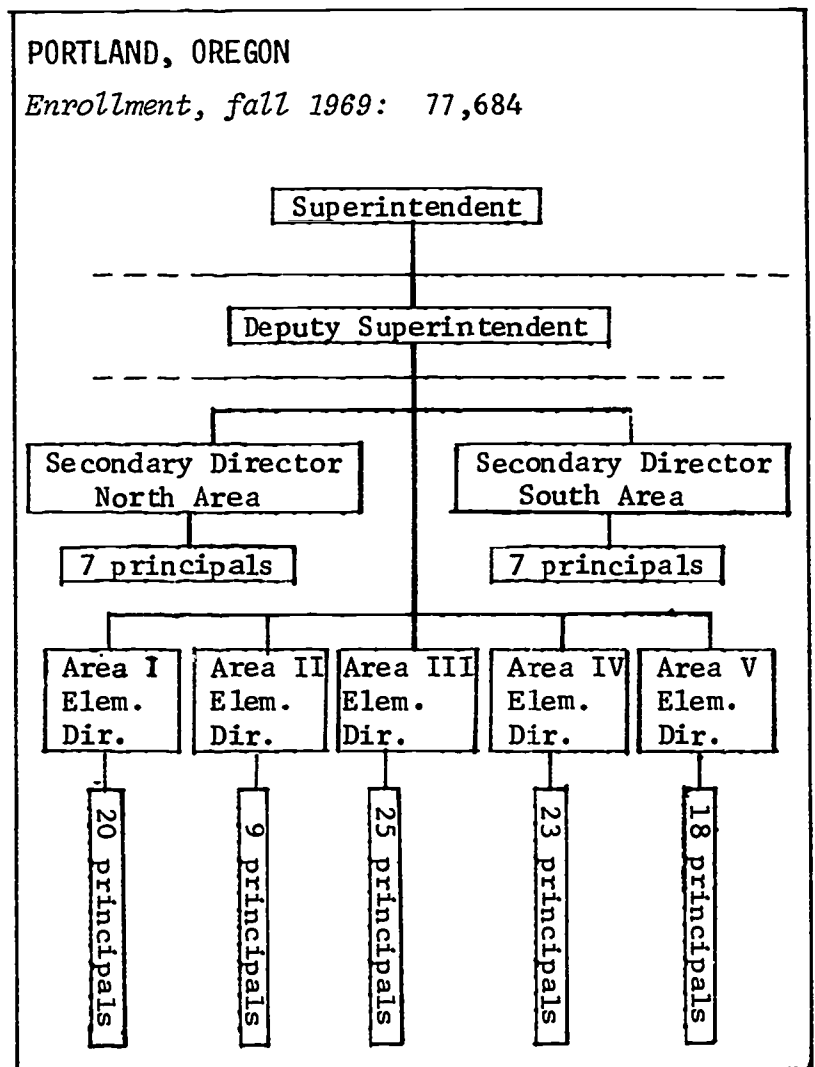 PORTLAND, OREGON
Enrollment, fall 1969: 77,684
Superintendent
Deputy Superintendent
Secondary Director
North Area
Secondary Director
South Area
7 principals
7 principals
Area I
Elem.
Dir.
Area II
Elem.
Dir.
Area III
Elem.
Dir.
Area IV
Elem.
Dir.
Area V
Elem.
Dir.
20 principals
9 principals
25 principals
23 principals
18 principals